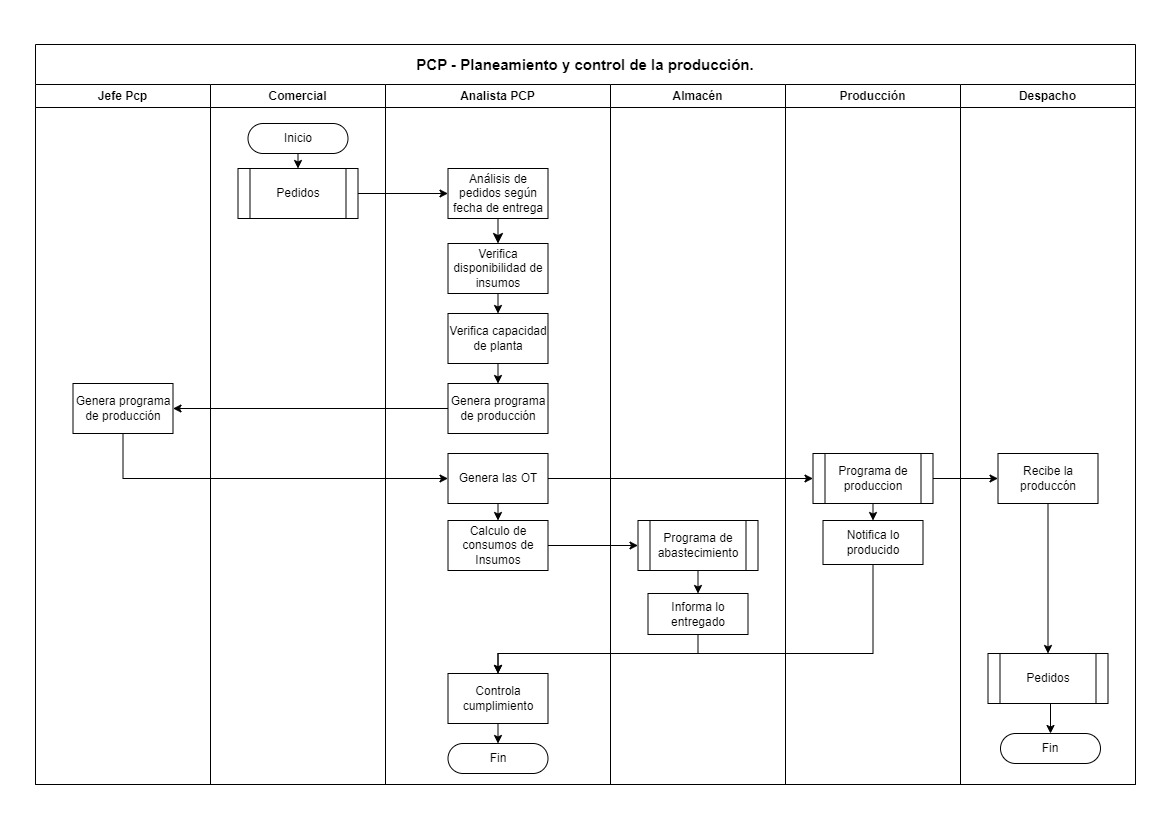 PCP - Planeamiento y control de la producción.
Jefe Pcp
Comercial
Analista PCP
Almacén
Producción
Despacho
Inicio
Pedidos
Análisis de
pedidos según
fecha de entrega
Verifica
disponibilidad de
insumos
Verifica capacidad
de planta
Genera programa
de producción
Genera programa
de producción
Genera las OT
Programa de
produccion
Recibe la
produccón
Calculo de
consumos de
Insumos
Programa de
abastecimiento
Notifica lo
producido
Informa lo
entregado
Controla
cumplimiento
Pedidos
Fin
Fin